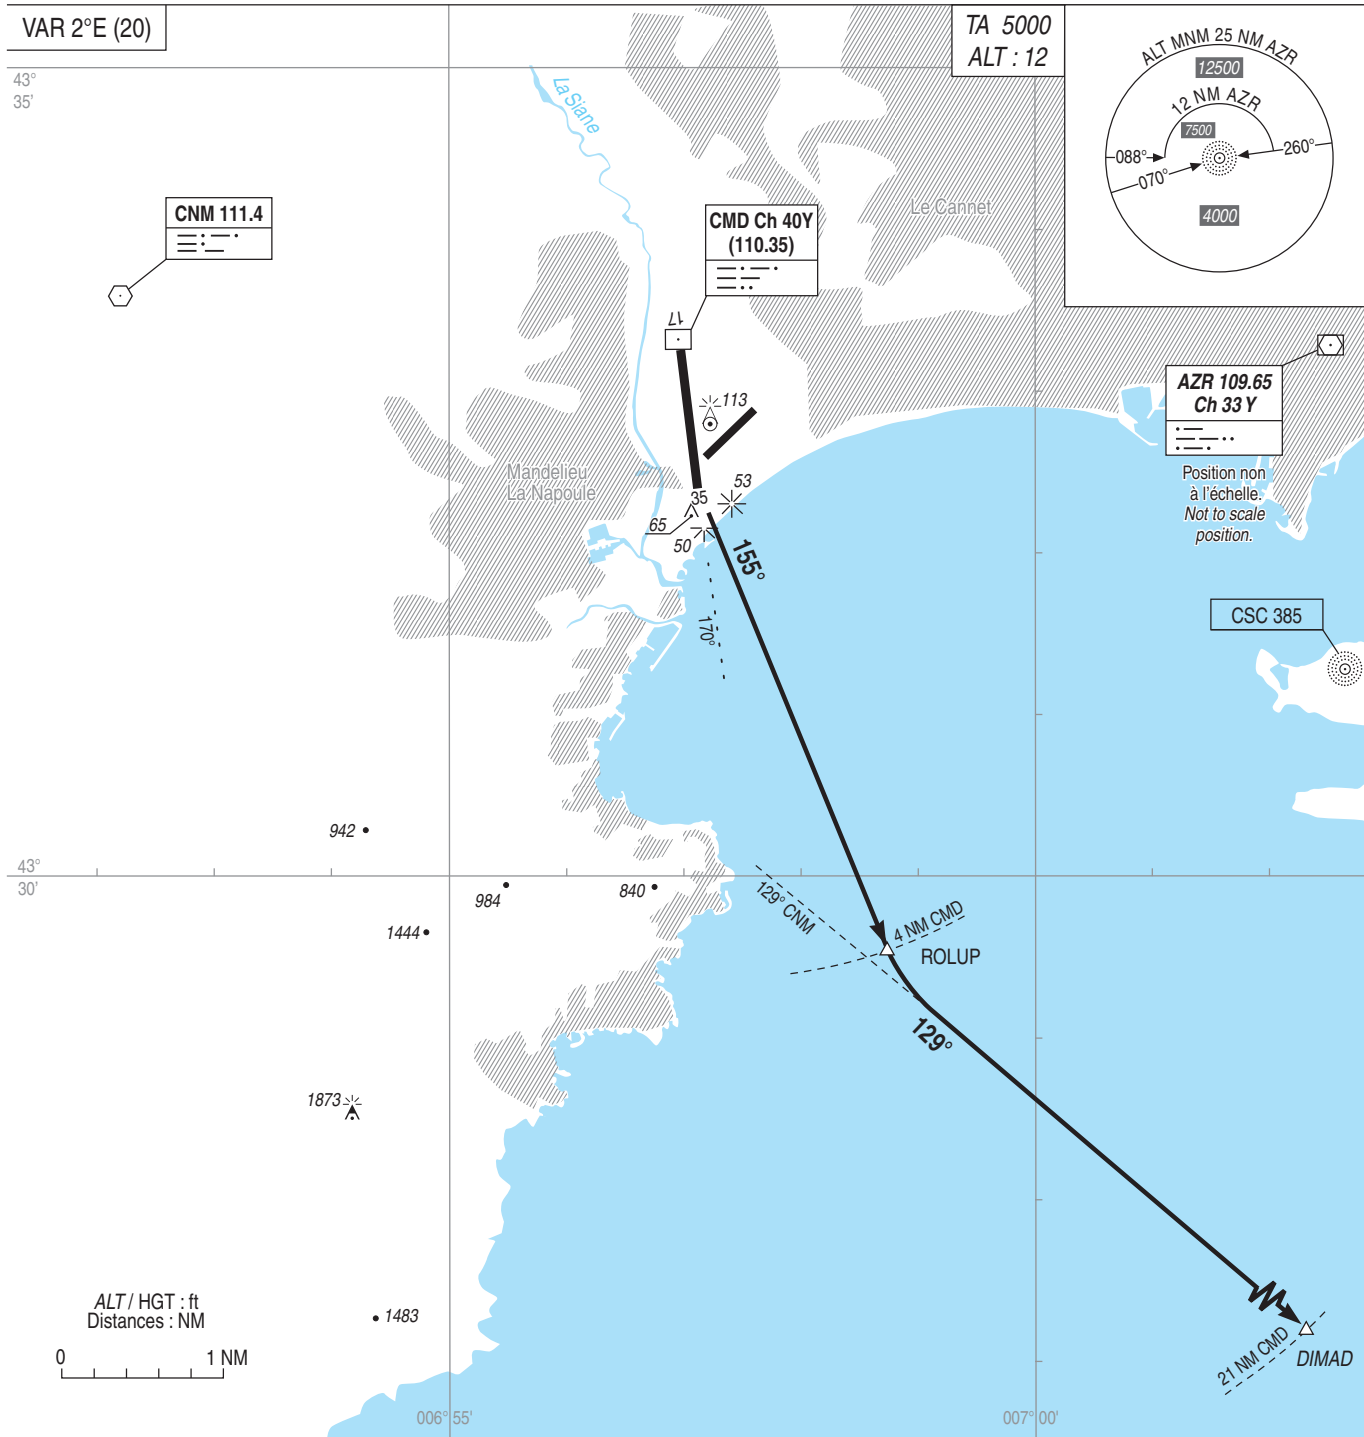 VAR 2°E (20)
TA 5000
ALT : 12
ALT MNM 25 NM AZR
12500
12 NM AZR
7500
088°
260°
070°
4000
43°
35'
La Siane
CNM 111.4
CMD Ch 40Y
(110.35)
Le Cannet
17
AZR 109.65
Ch 33 Y
113
Mandelieu
La Napoule
Position non
à l'échelle.
Not to scale
position.
53
35
65
50
155°
170°
CSC 385
942
43°
30'
984
840
129° CNM
1444
4 NM CMD
ROLUP
129°
1873
ALT / HGT : ft
Distances : NM
1483
0 1 NM
21 NM CMD
DIMAD
006° 55'
007° 00'